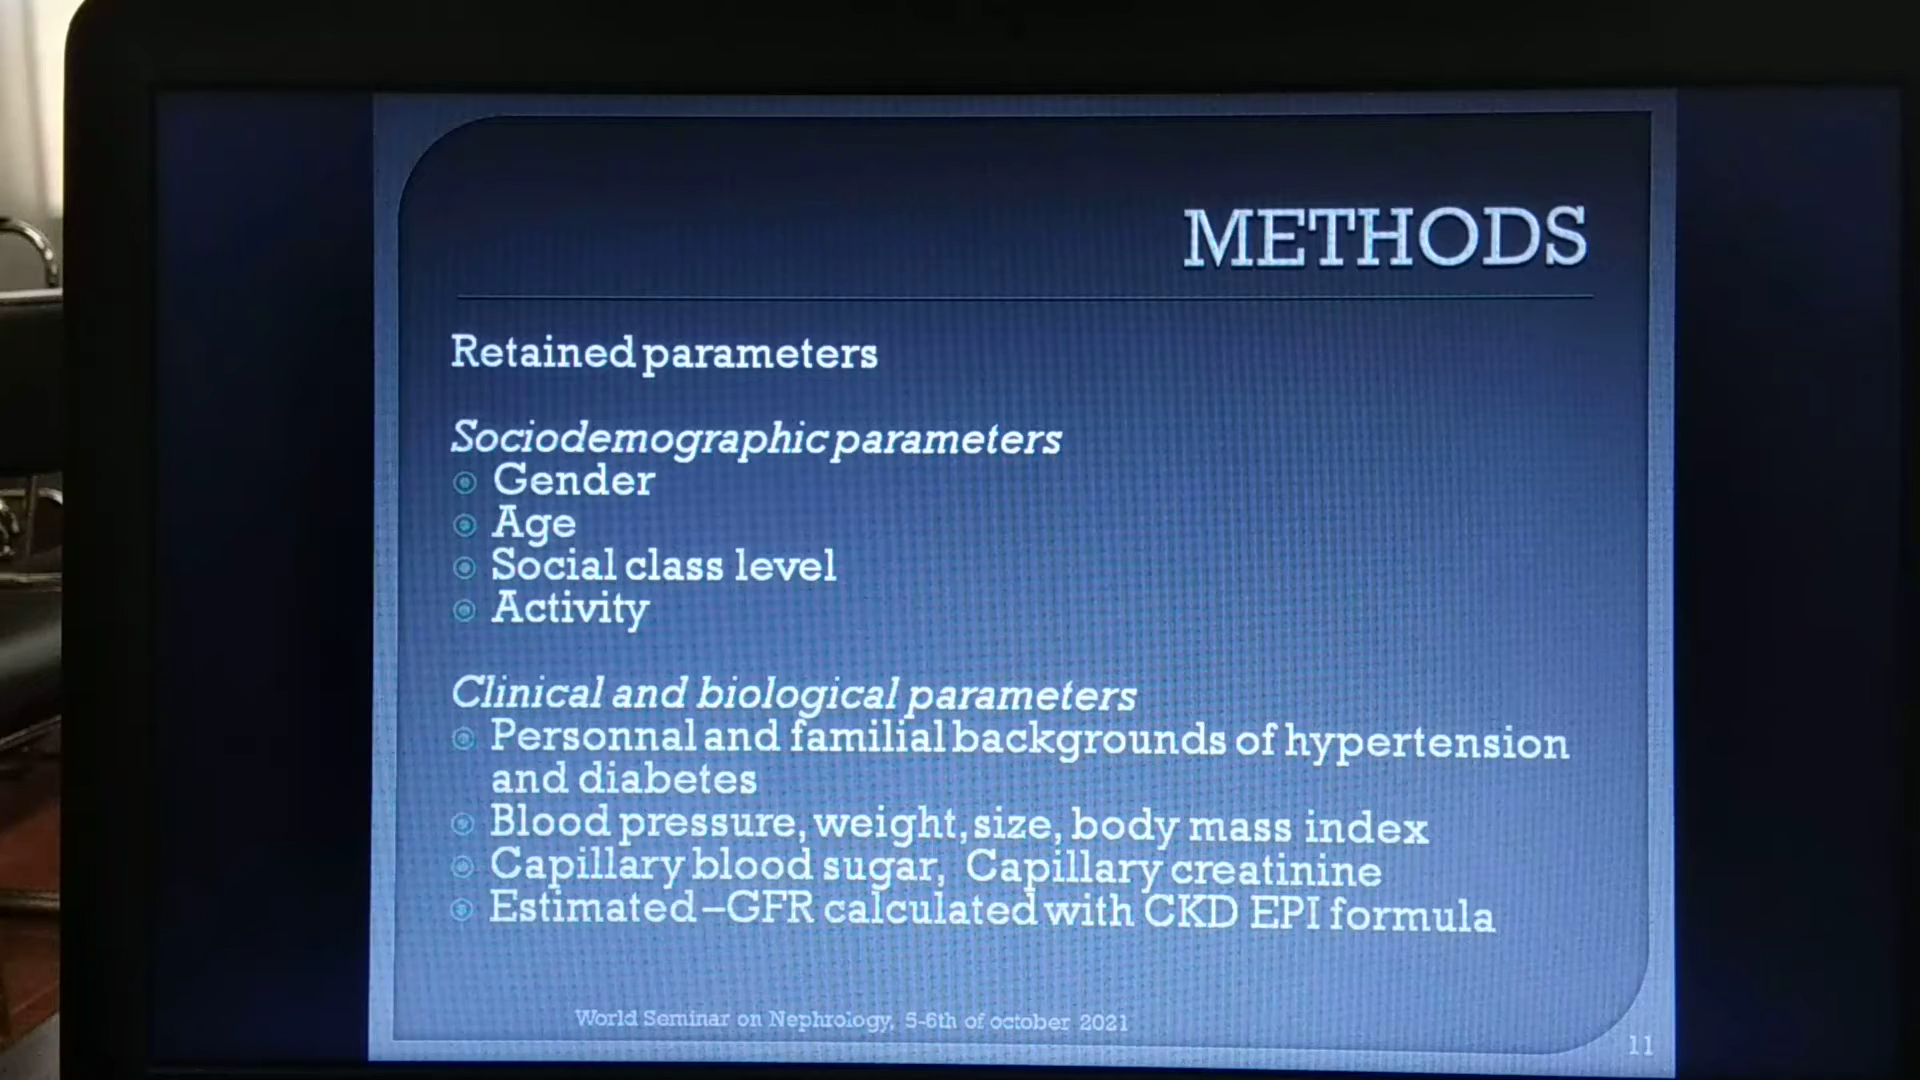 METHODS
Retained parameters
Sociodemographic parameters
Gender
Age
Social class level
Activity
Clinical and biological parameters
Personnal and familial backgrounds of hypertension
and diabetes
Blood pressure, weight, size, body mass index
Capillary blood sugar, Capillary creatinine
Estimated –GFR calculated with CKD EPI formula
World Seminar on Nephrology, 5-6th of october 2021
11